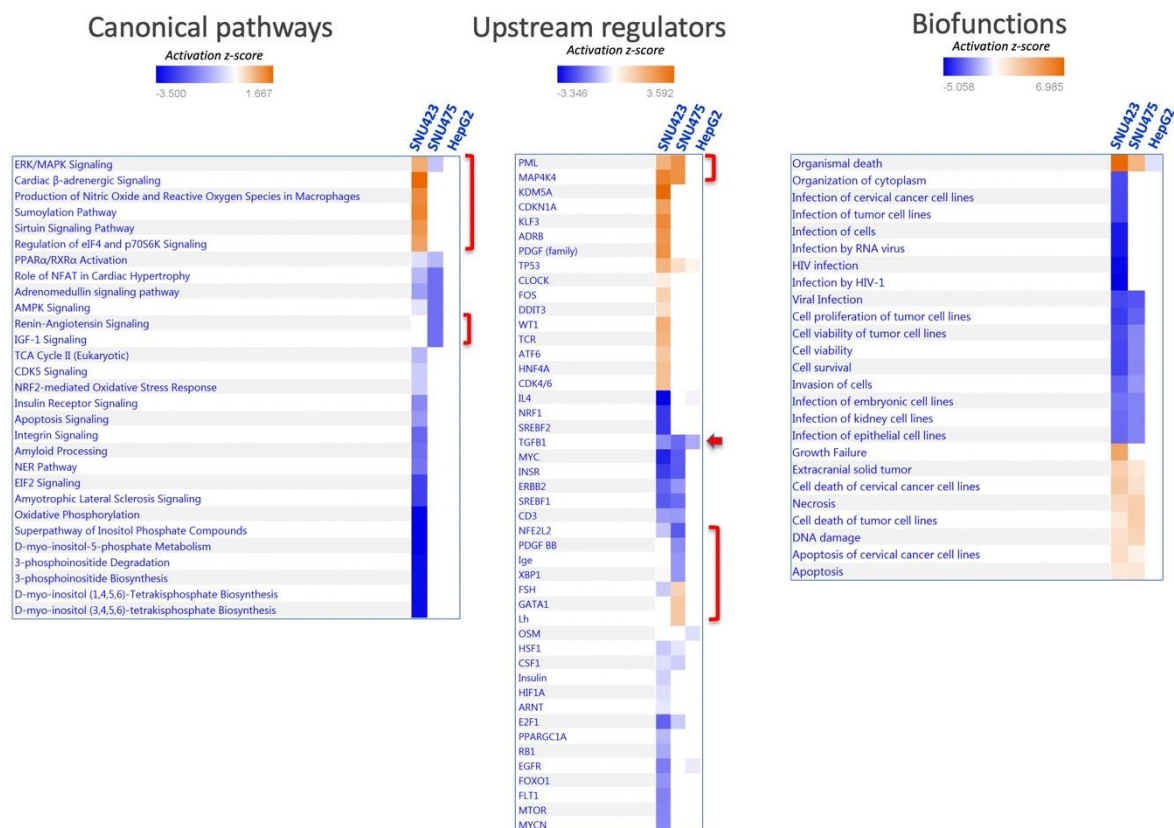 Canonical pathways
Activation z-score
-3.500 1.667
SNU423
SNU475
HepG2
ERK/MAPK Signaling
Cardiac β-adrenergic Signaling
Production of Nitric Oxide and Reactive Oxygen Species in Macrophages
Sumoylation Pathway
Sirtuin Signaling Pathway
Regulation of eIF4 and p70S6K Signaling
PPARα/RXRα Activation
Role of NFAT in Cardiac Hypertrophy
Adrenomedullin signaling pathway
AMPK Signaling
Renin-Angiotensin Signaling
IGF-1 Signaling
TCA Cycle II (Eukaryotic)
CDK5 Signaling
NRF2-mediated Oxidative Stress Response
Insulin Receptor Signaling
Apoptosis Signaling
Integrin Signaling
Amyloid Processing
NER Pathway
EIF2 Signaling
Amyotrophic Lateral Sclerosis Signaling
Oxidative Phosphorylation
Superpathway of Inositol Phosphate Compounds
D-myo-inositol-5-phosphate Metabolism
3-phosphoinositide Degradation
3-phosphoinositide Biosynthesis
D-myo-inositol (1,4,5,6)-Tetrakisphosphate Biosynthesis
D-myo-inositol (3,4,5,6)-tetrakisphosphate Biosynthesis
Upstream regulators
Activation z-score
-3.346 3.592
SNU423
SNU475
HepG2
PML
MAP4K4
KDM5A
CDKN1A
KLF3
ADRB
PDGF (family)
TP53
CLOCK
FOS
DDIT3
WT1
TCR
ATF6
HNF4A
CDK4/6
IL4
NRF1
SREBF2
TGFB1
MYC
INSR
ERBB2
SREBF1
CD3
NFE2L2
PDGF BB
Ige
XBP1
FSH
GATA1
Lh
OSM
HSF1
CSF1
Insulin
HIF1A
ARNT
E2F1
PPARGC1A
RB1
EGFR
FOXO1
FLT1
MTOR
MYCN
Biofunctions
Activation z-score
-5.058 6.985
SNU423
SNU475
HepG2
Organismal death
Organization of cytoplasm
Infection of cervical cancer cell lines
Infection of tumor cell lines
Infection of cells
Infection by RNA virus
HIV infection
Infection by HIV-1
Viral Infection
Cell proliferation of tumor cell lines
Cell viability of tumor cell lines
Cell viability
Cell survival
Invasion of cells
Infection of embryonic cell lines
Infection of kidney cell lines
Infection of epithelial cell lines
Growth Failure
Extracranial solid tumor
Cell death of cervical cancer cell lines
Necrosis
Cell death of tumor cell lines
DNA damage
Apoptosis of cervical cancer cell lines
Apoptosis